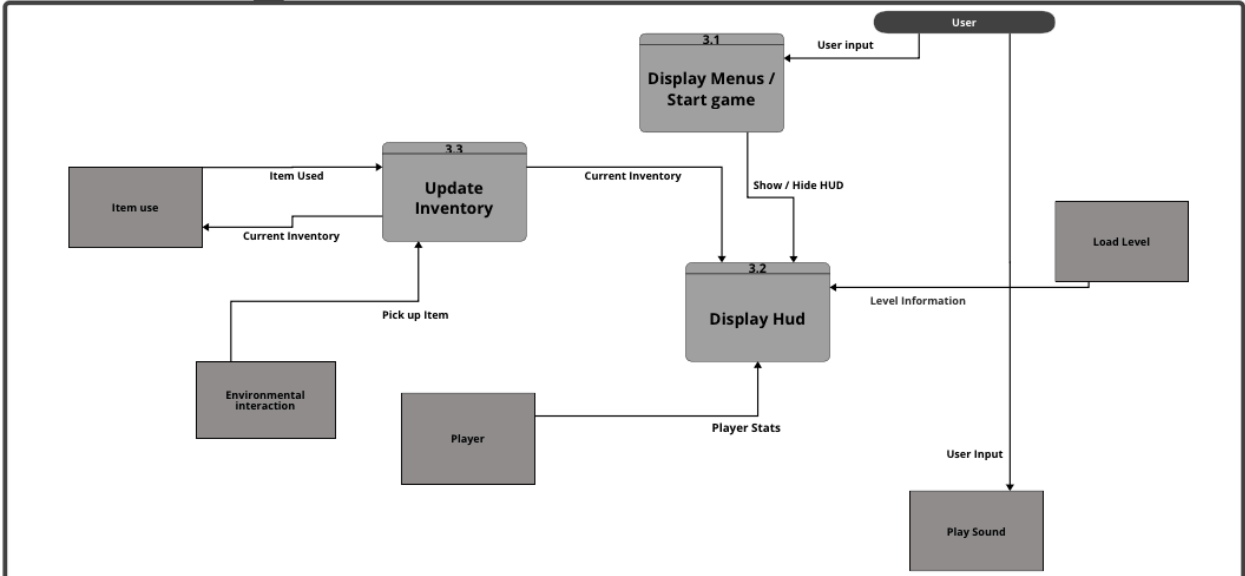 User
User input
3.1
Display Menus /
Start game
3.3
Update
Inventory
Item use
Item Used
Current Inventory
Current Inventory
Show / Hide HUD
Load Level
3.2
Display Hud
Level Information
Pick up Item
Environmental
interaction
Player
Player Stats
User Input
Play Sound